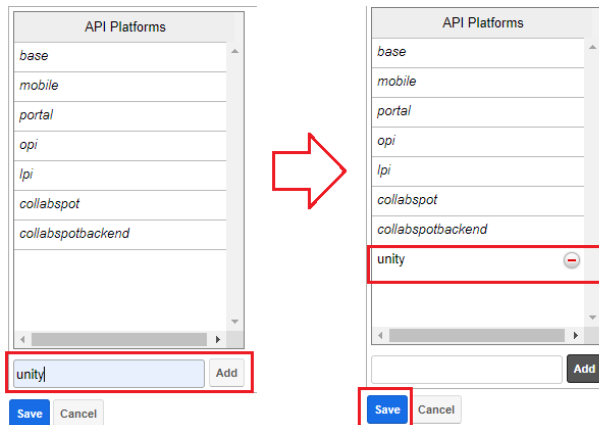 API Platforms
base
mobile
portal
opi
lpi
collabspot
collabspotbackend
unity
Add
Save
Cancel
API Platforms
base
mobile
portal
opi
lpi
collabspot
collabspotbackend
unity
Add
Save
Cancel